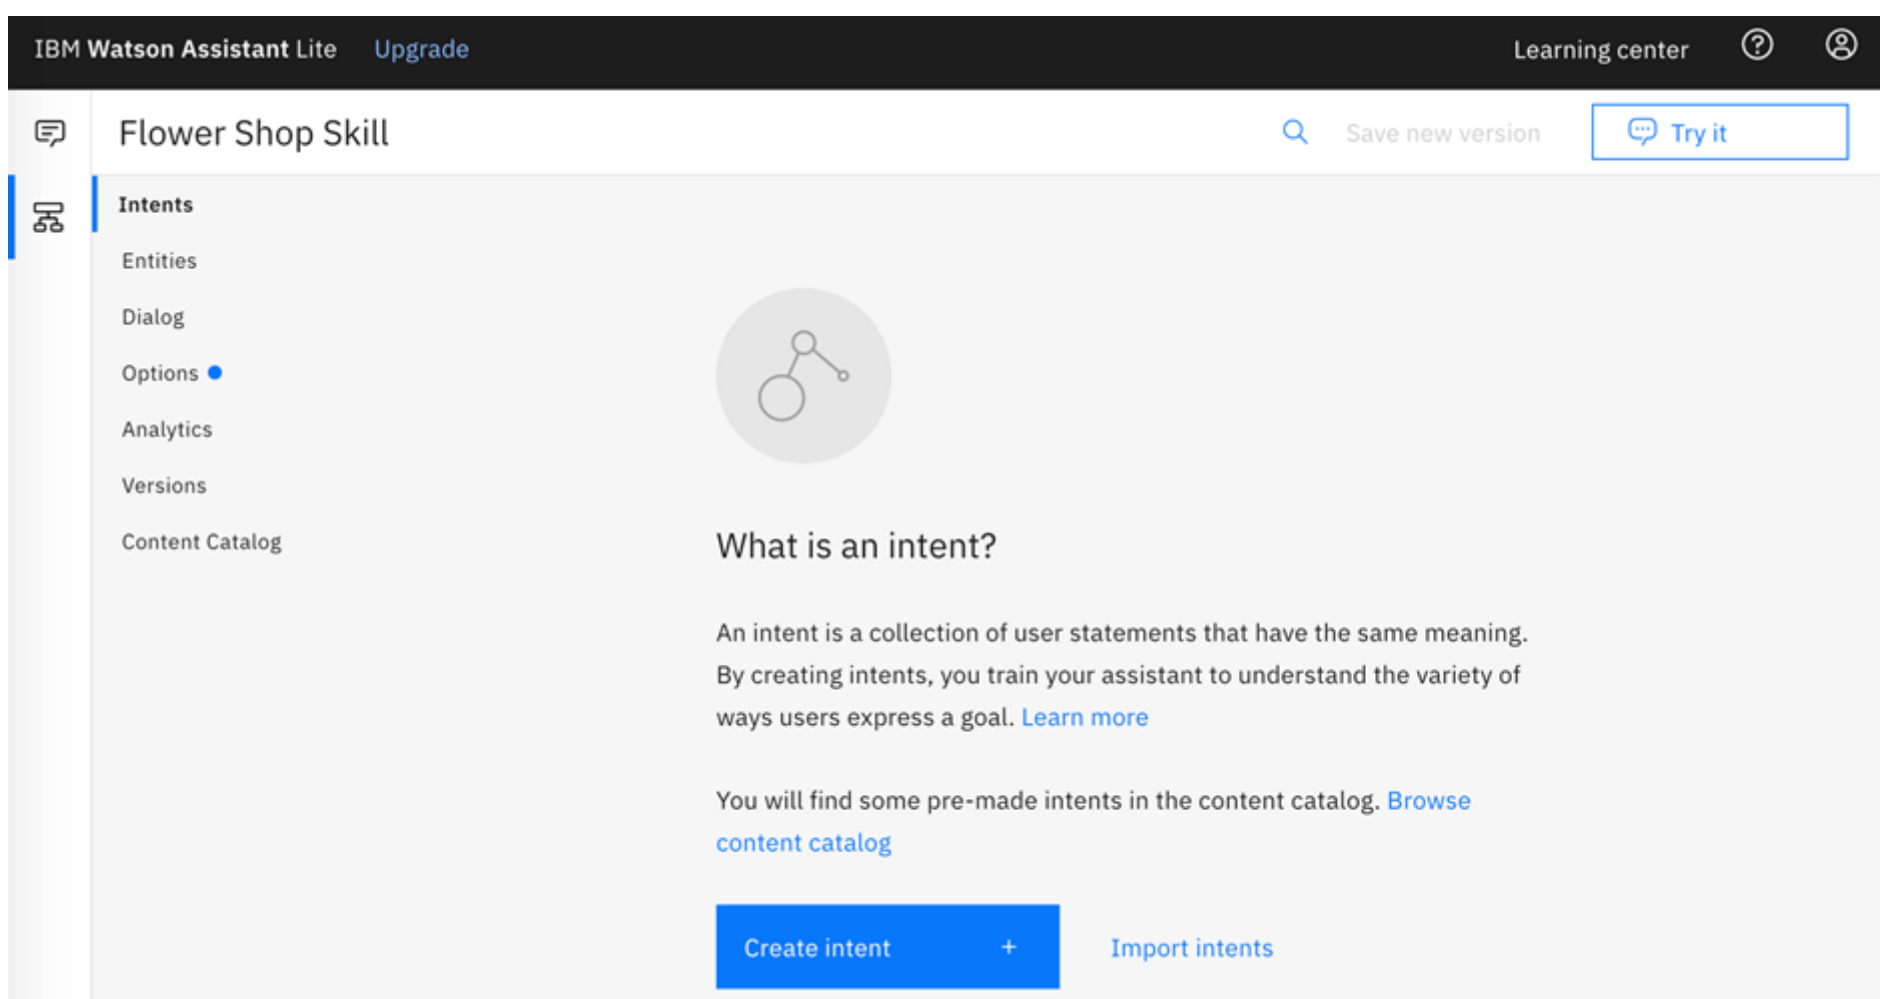 IBM Watson Assistant Lite Upgrade Learning center
Flower Shop Skill Save new version Try it
Intents
Entities
Dialog
Options
Analytics
Versions
Content Catalog
What is an intent?
An intent is a collection of user statements that have the same meaning.
By creating intents, you train your assistant to understand the variety of
ways users express a goal. Learn more
You will find some pre-made intents in the content catalog. Browse
content catalog
Create intent +
Import intents